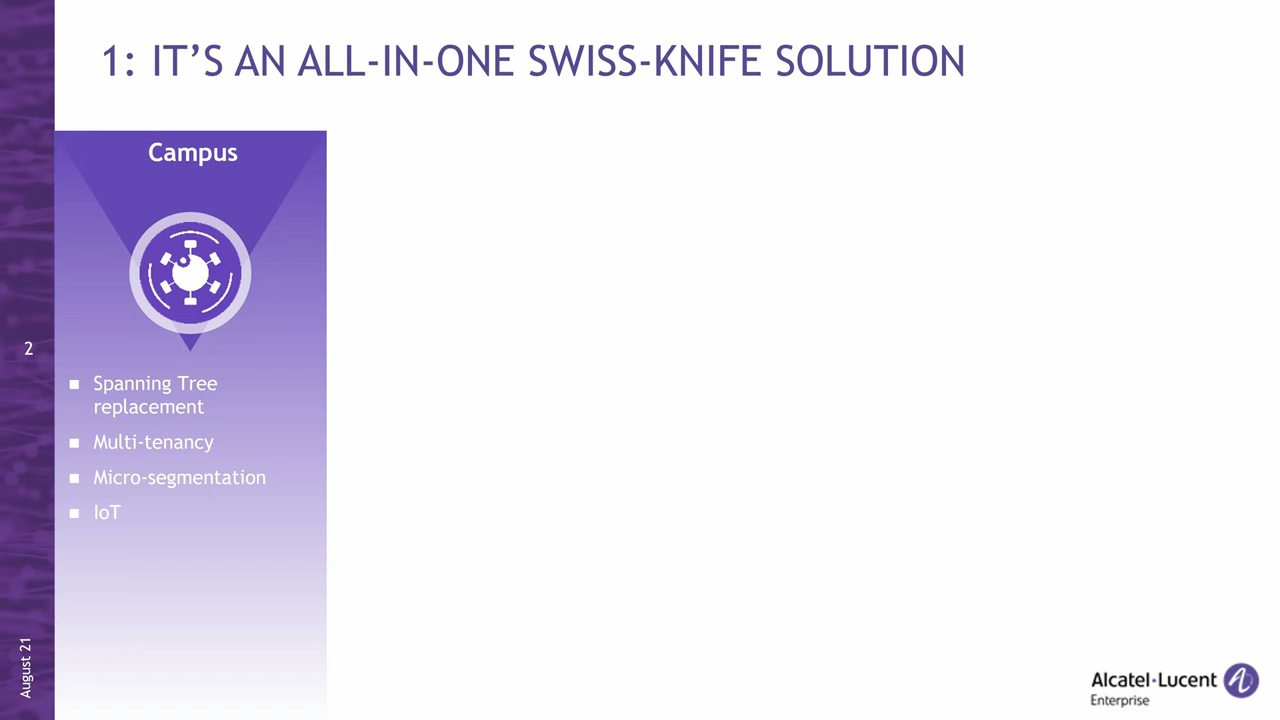 1: IT’S AN ALL-IN-ONE SWISS-KNIFE SOLUTION
Campus
Spanning Tree
replacement
Multi-tenancy
Micro-segmentation
IoT
2
August 21
Alcatel·Lucent
Enterprise